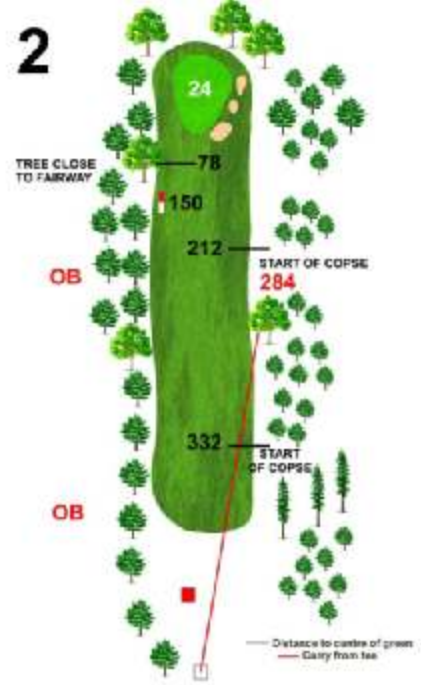 2
24
TREE CLOSE
TO FAIRWAY
78
150
212
START OF COPSE
OB
284
332
START
OF COPSE
OB
Distance to centre of green
Carry from tee